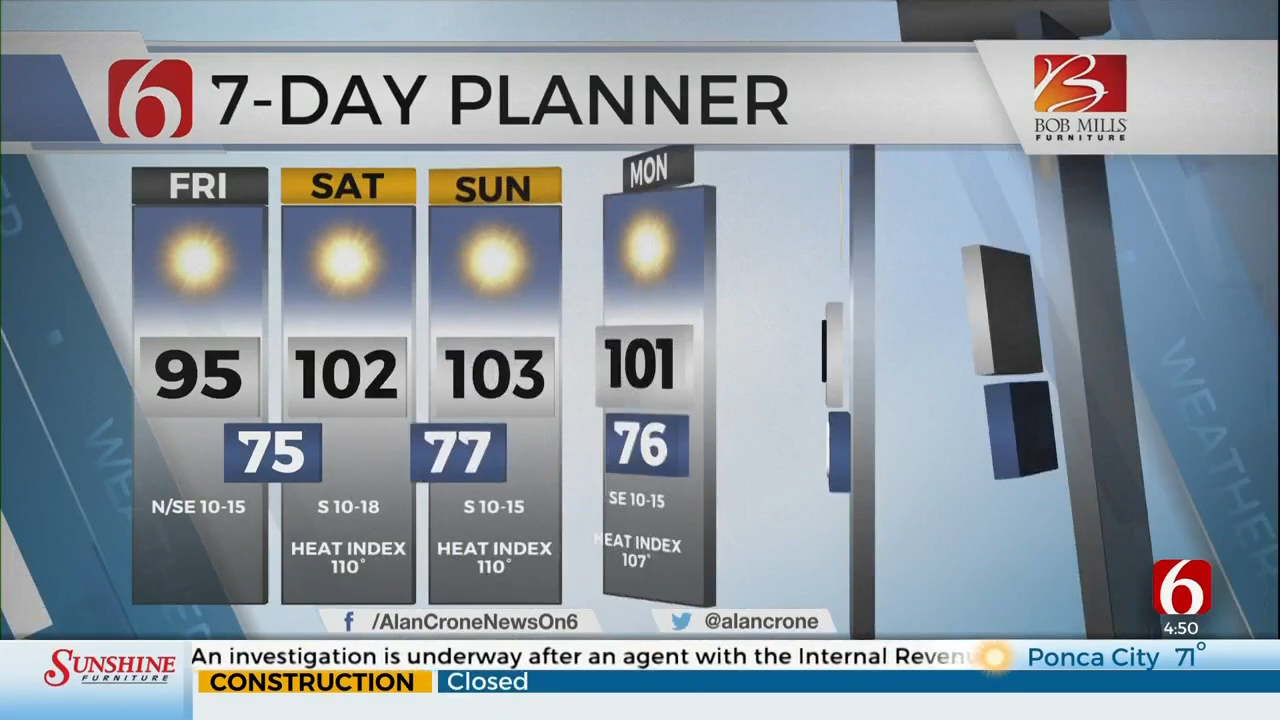 6 7-DAY PLANNER
B
BOB MILLS
FURNITURE
FRI SAT SUN MON
95 102 103 101
75 77 76
N/SE 10-15 S 10-18 S 10-15 SE 10-15
HEAT INDEX HEAT INDEX HEAT INDEX
110° 110° 107°
WEATHER
f /AlanCroneNewsOn6 @alancrone
6
4:50
SUNSHINE
FURNITURE
An investigation is underway after an agent with the Internal Revenu
Ponca City 71°
CONSTRUCTION Closed